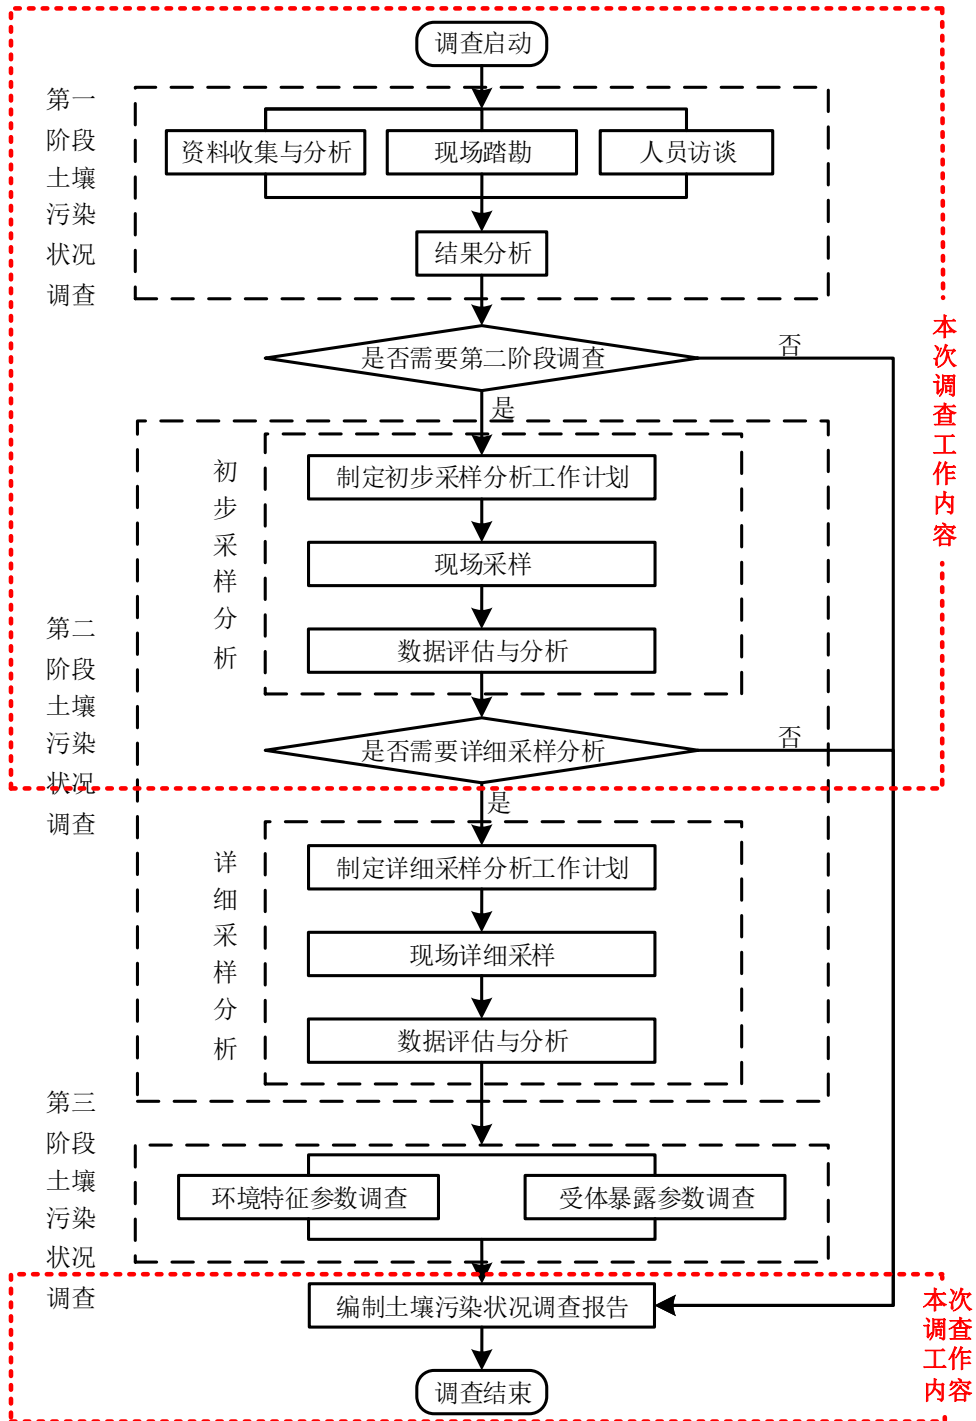 调查启动
第一
阶段
土壤
污染
状况
调查
资料收集与分析
现场踏勘
人员访谈
结果分析
是否需要第二阶段调查
否
是
本
次
调
查
工
作
内
容
第二
阶段
土壤
污染
状况
调查
初
步
采
样
分
析
制定初步采样分析工作计划
现场采样
数据评估与分析
是否需要详细采样分析
否
是
详
细
采
样
分
析
制定详细采样分析工作计划
现场详细采样
数据评估与分析
第三
阶段
土壤
污染
状况
调查
环境特征参数调查
受体暴露参数调查
编制土壤污染状况调查报告
本次
调查
工作
内容
调查结束